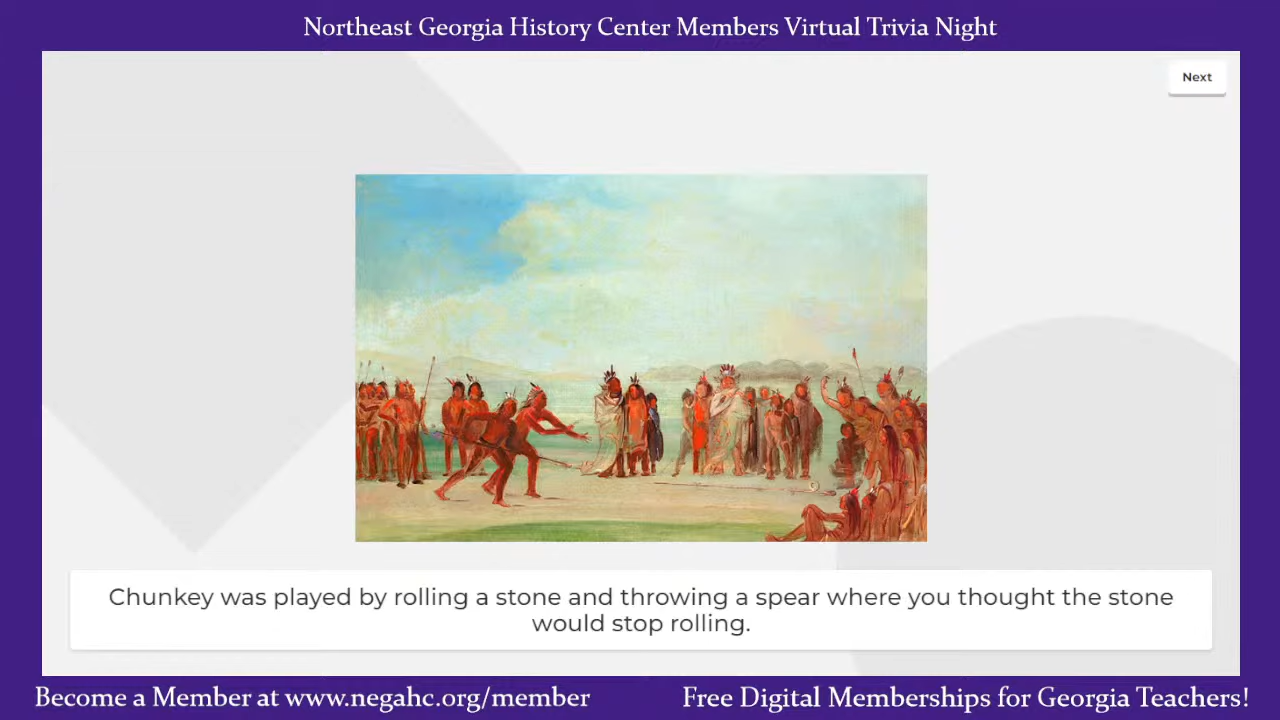 Northeast Georgia History Center Members Virtual Trivia Night
Next
Chunkey was played by rolling a stone and throwing a spear where you thought the stone
would stop rolling.
Become a Member at www.negahc.org/member
Free Digital Memberships for Georgia Teachers!